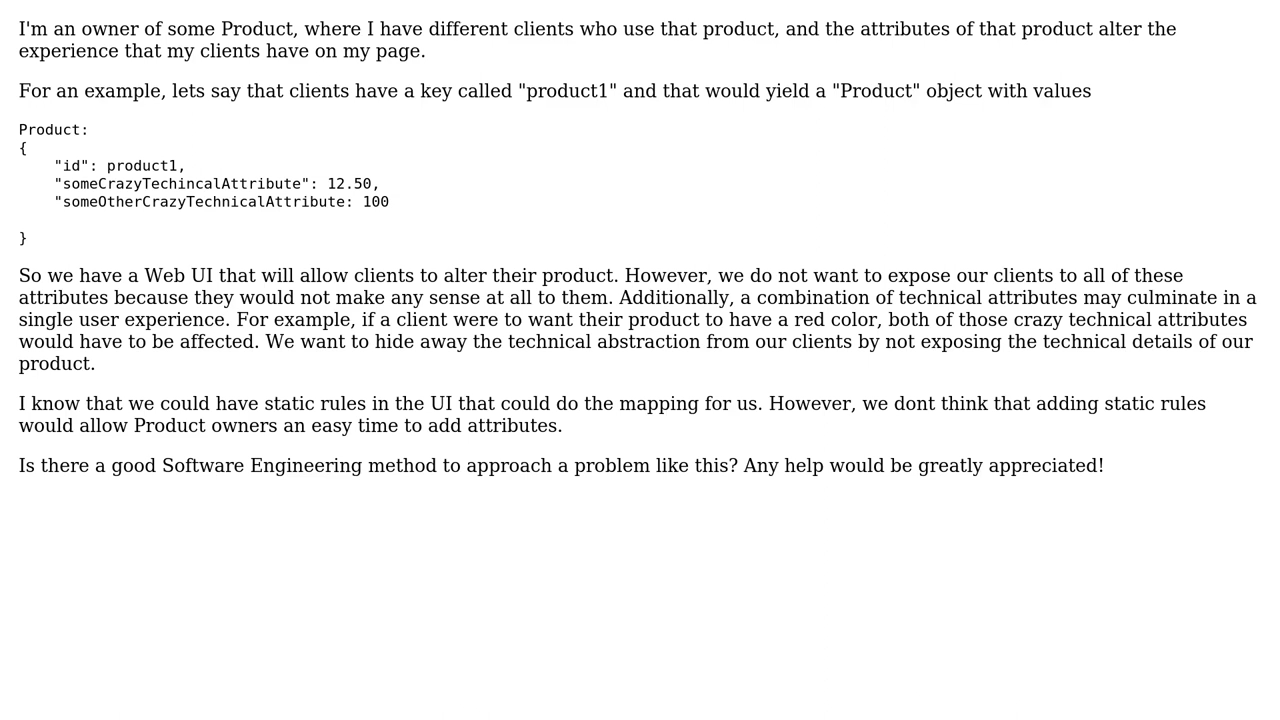 I'm an owner of some Product, where I have different clients who use that product, and the attributes of that product alter the
experience that my clients have on my page.
For an example, lets say that clients have a key called "product1" and that would yield a "Product" object with values
Product:
{
    "id": product1,
    "someCrazyTechincalAttribute": 12.50,
    "someOtherCrazyTechnicalAttribute: 100
}
So we have a Web UI that will allow clients to alter their product. However, we do not want to expose our clients to all of these
attributes because they would not make any sense at all to them. Additionally, a combination of technical attributes may culminate in a
single user experience. For example, if a client were to want their product to have a red color, both of those crazy technical attributes
would have to be affected. We want to hide away the technical abstraction from our clients by not exposing the technical details of our
product.
I know that we could have static rules in the UI that could do the mapping for us. However, we dont think that adding static rules
would allow Product owners an easy time to add attributes.
Is there a good Software Engineering method to approach a problem like this? Any help would be greatly appreciated!